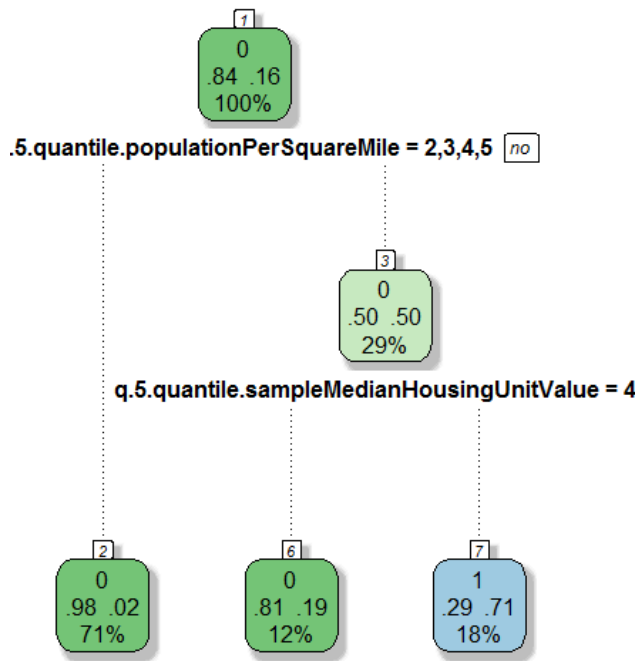 1
0
.84 .16
100%
.5.quantile.populationPerSquareMile = 2,3,4,5 no
3
0
.50 .50
29%
q.5.quantile.sampleMedianHousingUnitValue = 4
2 6 7
0 0 1
.98 .02 .81 .19 .29 .71
71% 12% 18%